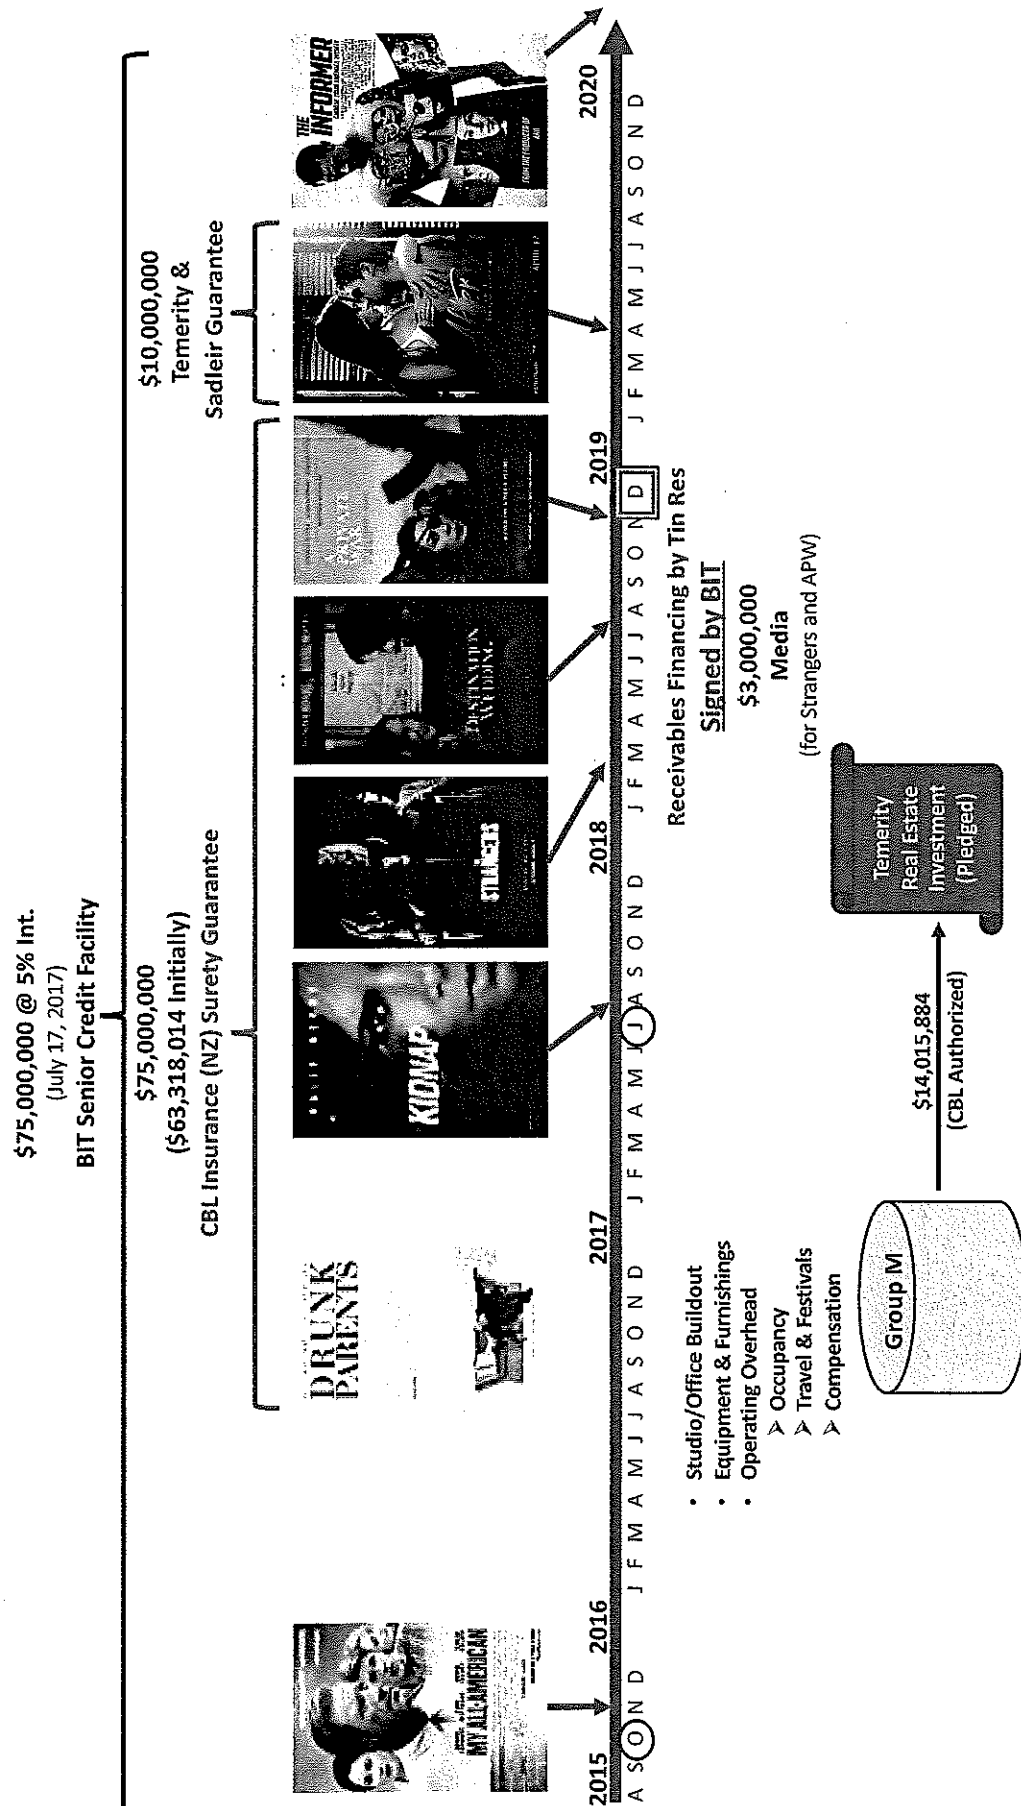 $75,000,000 @ 5% Int.
(July 17, 2017)
BIT Senior Credit Facility
$75,000,000
($63,318,014 Initially)
CBL Insurance (NZ) Surety Guarantee
$10,000,000
Temerity &
Sadleir Guarantee
MY ALL AMERICAN
DRUNK
PARENTS
KIDNAP
DESTINATION
WEDDING
A PRIVATE
WAR
THE
INFORMER
FROM THE PRODUCER OF
2015
2016
2017
2018
2019
2020
A S O N D
J F M A M J J A S O N D
J F M A M J J A S O N D
J F M A M J J A S O N D
J F M A M J J A S O N D
• Studio/Office Buildout
• Equipment & Furnishings
• Operating Overhead
➢ Occupancy
➢ Travel & Festivals
➢ Compensation
Receivables Financing by Tin Res
Signed by BIT
$3,000,000
Media
(for Strangers and APW)
Group M
$14,015,884
(CBL Authorized)
Temerity
Real Estate
Investment
(Pledged)